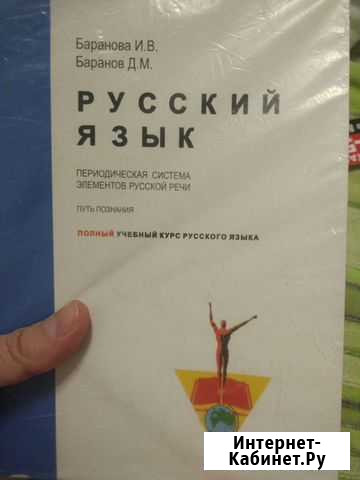 Баранова И.В.
Баранов Д.М.
РУССКИЙ
ЯЗЫК
ПЕРИОДИЧЕСКАЯ СИСТЕМА
ЭЛЕМЕНТОВ РУССКОЙ РЕЧИ
ПУТЬ ПОЗНАНИЯ
ПОЛНЫЙ УЧЕБНЫЙ КУРС РУССКОГО ЯЗЫКА
Интернет-
Кабинет.Ру